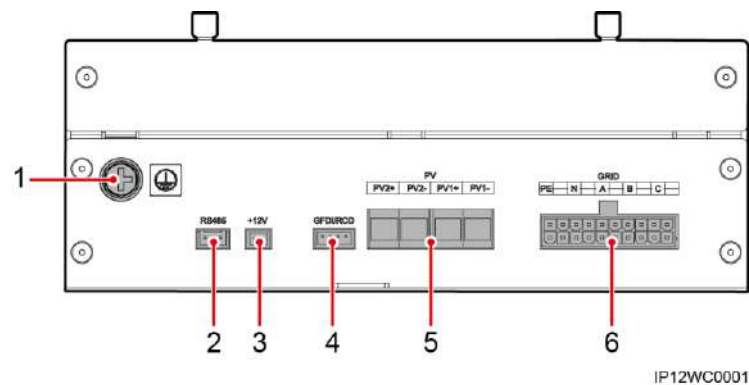 PV
GRID
PV2+ PV2- PV1+ PV1-
PE N A B C
1
RS485 +12V GFDI/RCD
2 3 4 5 6
IP12WC0001